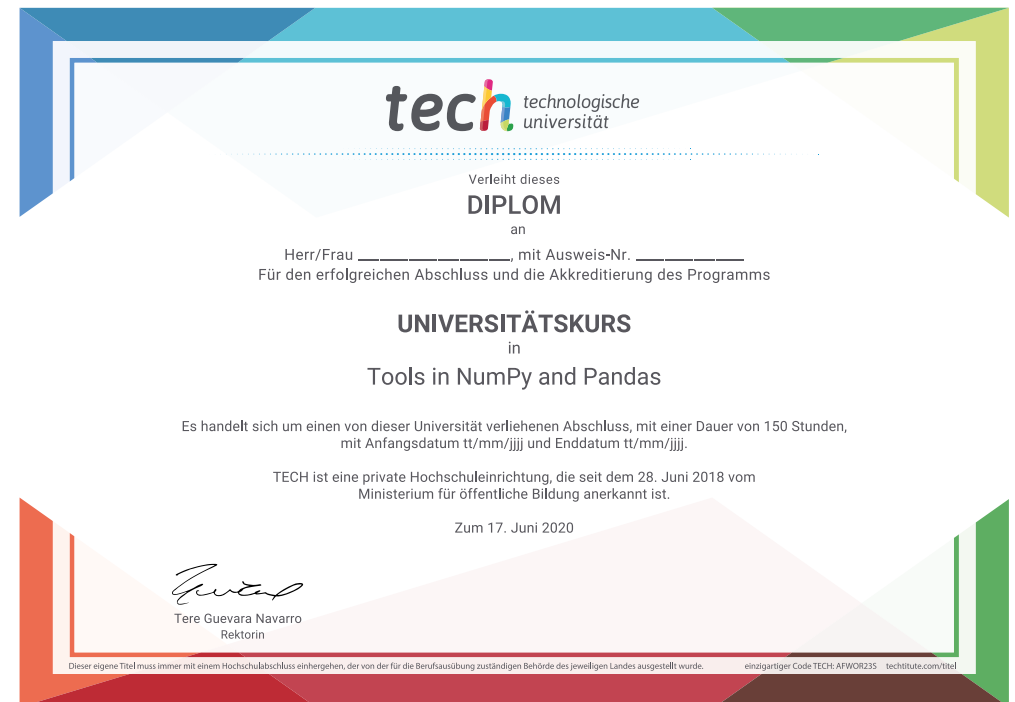 tech technologische
universität
Verleiht dieses
DIPLOM
an
Herr/Frau ____________________, mit Ausweis-Nr. ______________
Für den erfolgreichen Abschluss und die Akkreditierung des Programms
UNIVERSITÄTSKURS
in
Tools in NumPy and Pandas
Es handelt sich um einen von dieser Universität verliehenen Abschluss, mit einer Dauer von 150 Stunden,
mit Anfangsdatum tt/mm/jjjj und Enddatum tt/mm/jjjj.
TECH ist eine private Hochschuleinrichtung, die seit dem 28. Juni 2018 vom
Ministerium für öffentliche Bildung anerkannt ist.
Zum 17. Juni 2020
Tere Guevara Navarro
Rektorin
Dieser eigene Titel muss immer mit einem Hochschulabschluss einhergehen, der von der für die Berufsausübung zuständigen Behörde des jeweiligen Landes ausgestellt wurde. einzigartiger Code TECH: AFWOR23S techtitute.com/titel